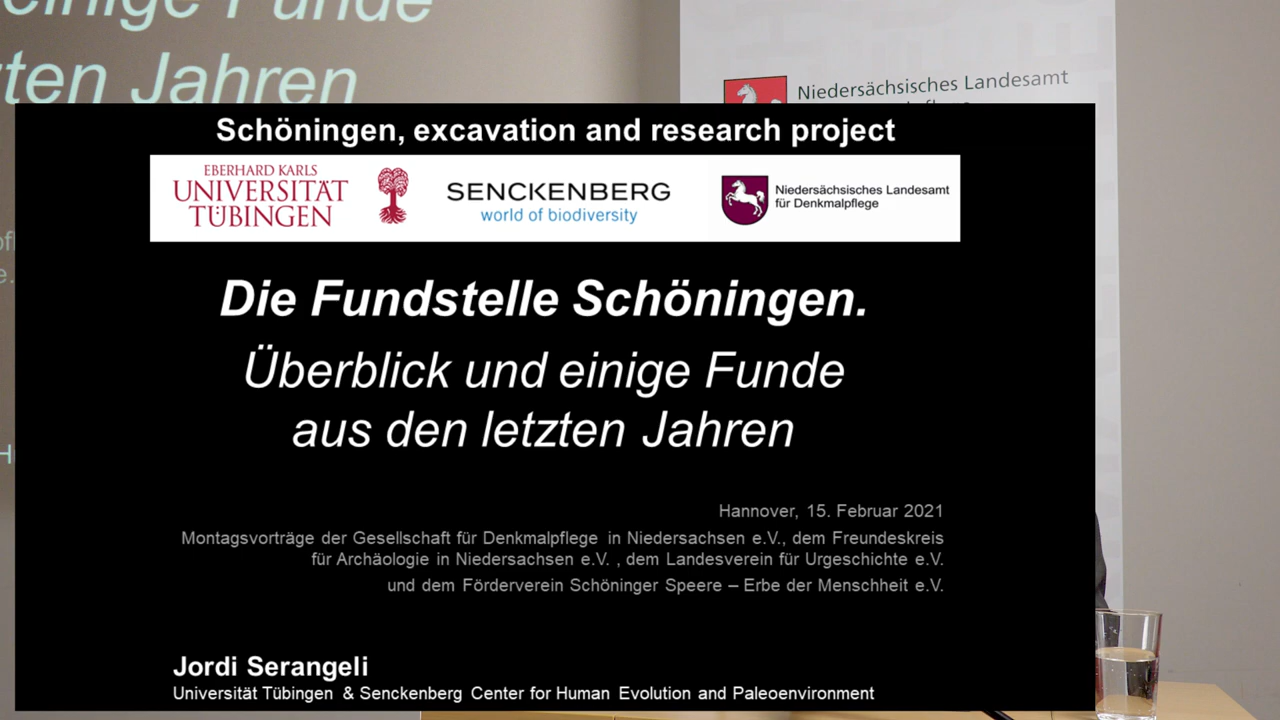 einige Funde
zten Jahren
Niedersächsisches Landesamt
Schöningen, excavation and research project
EBERHARD KARLS
UNIVERSITÄT
TÜBINGEN
SENCKENBERG
world of biodiversity
Niedersächsisches Landesamt
für Denkmalpflege
Die Fundstelle Schöningen.
Überblick und einige Funde
aus den letzten Jahren
Hannover, 15. Februar 2021
Montagsvorträge der Gesellschaft für Denkmalpflege in Niedersachsen e.V., dem Freundeskreis
für Archäologie in Niedersachsen e.V. , dem Landesverein für Urgeschichte e.V.
und dem Förderverein Schöninger Speere – Erbe der Menschheit e.V.
Jordi Serangeli
Universität Tübingen & Senckenberg Center for Human Evolution and Paleoenvironment